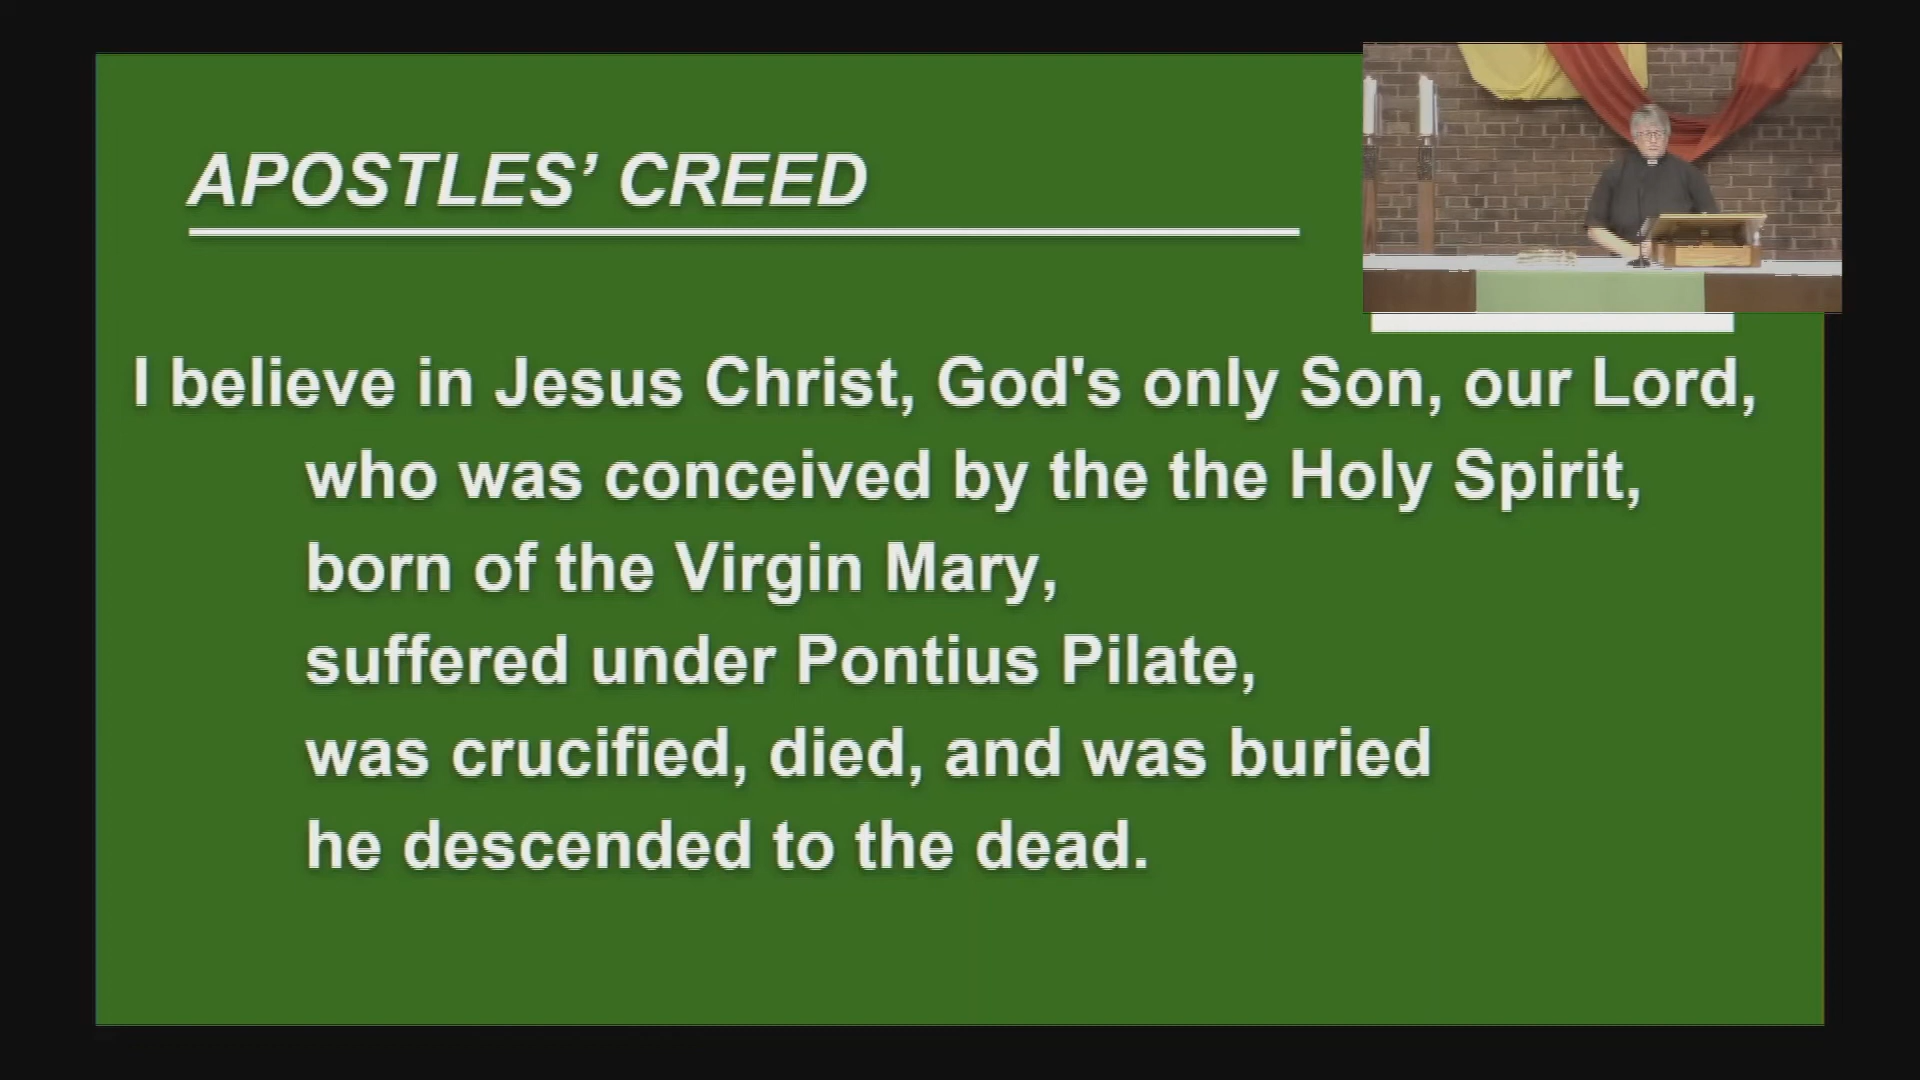 APOSTLES’ CREED
I believe in Jesus Christ, God's only Son, our Lord,
who was conceived by the the Holy Spirit,
born of the Virgin Mary,
suffered under Pontius Pilate,
was crucified, died, and was buried
he descended to the dead.